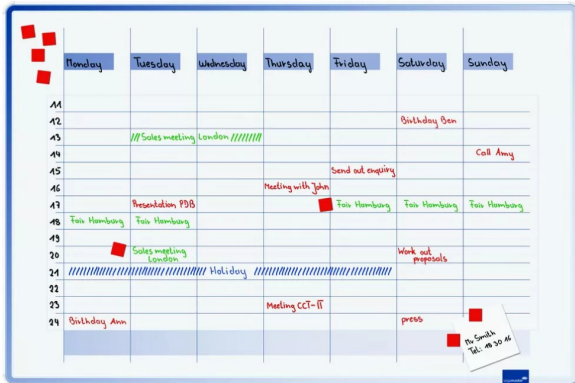 Monday Tuesday Wednesday Thursday Friday Saturday Sunday
11
12 Birthday Ben
13 Sales meeting London
14 Call Amy
15 Send out enquiry
16 Meeting with John
17 Presentation PDB Fair Hamburg Fair Hamburg Fair Hamburg
18 Fair Hamburg Fair Hamburg
19
20 Sales meeting London Work out proposals
21 Holiday
22
23 Meeting CCT-IT
24 Birthday Ann press
Mr Smith
Tel.: 18 30 16